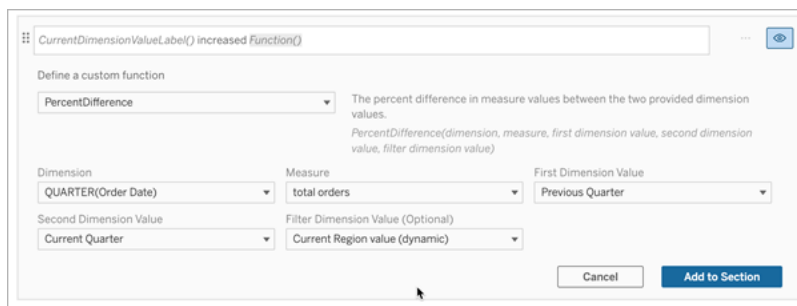 CurrentDimensionValueLabel() increased Function()
Define a custom function
PercentDifference
The percent difference in measure values between the two provided dimension
values.
PercentDifference(dimension, measure, first dimension value, second dimension
value, filter dimension value)
Dimension
Measure
First Dimension Value
QUARTER(Order Date)
total orders
Previous Quarter
Second Dimension Value
Filter Dimension Value (Optional)
Current Quarter
Current Region value (dynamic)
Cancel
Add to Section